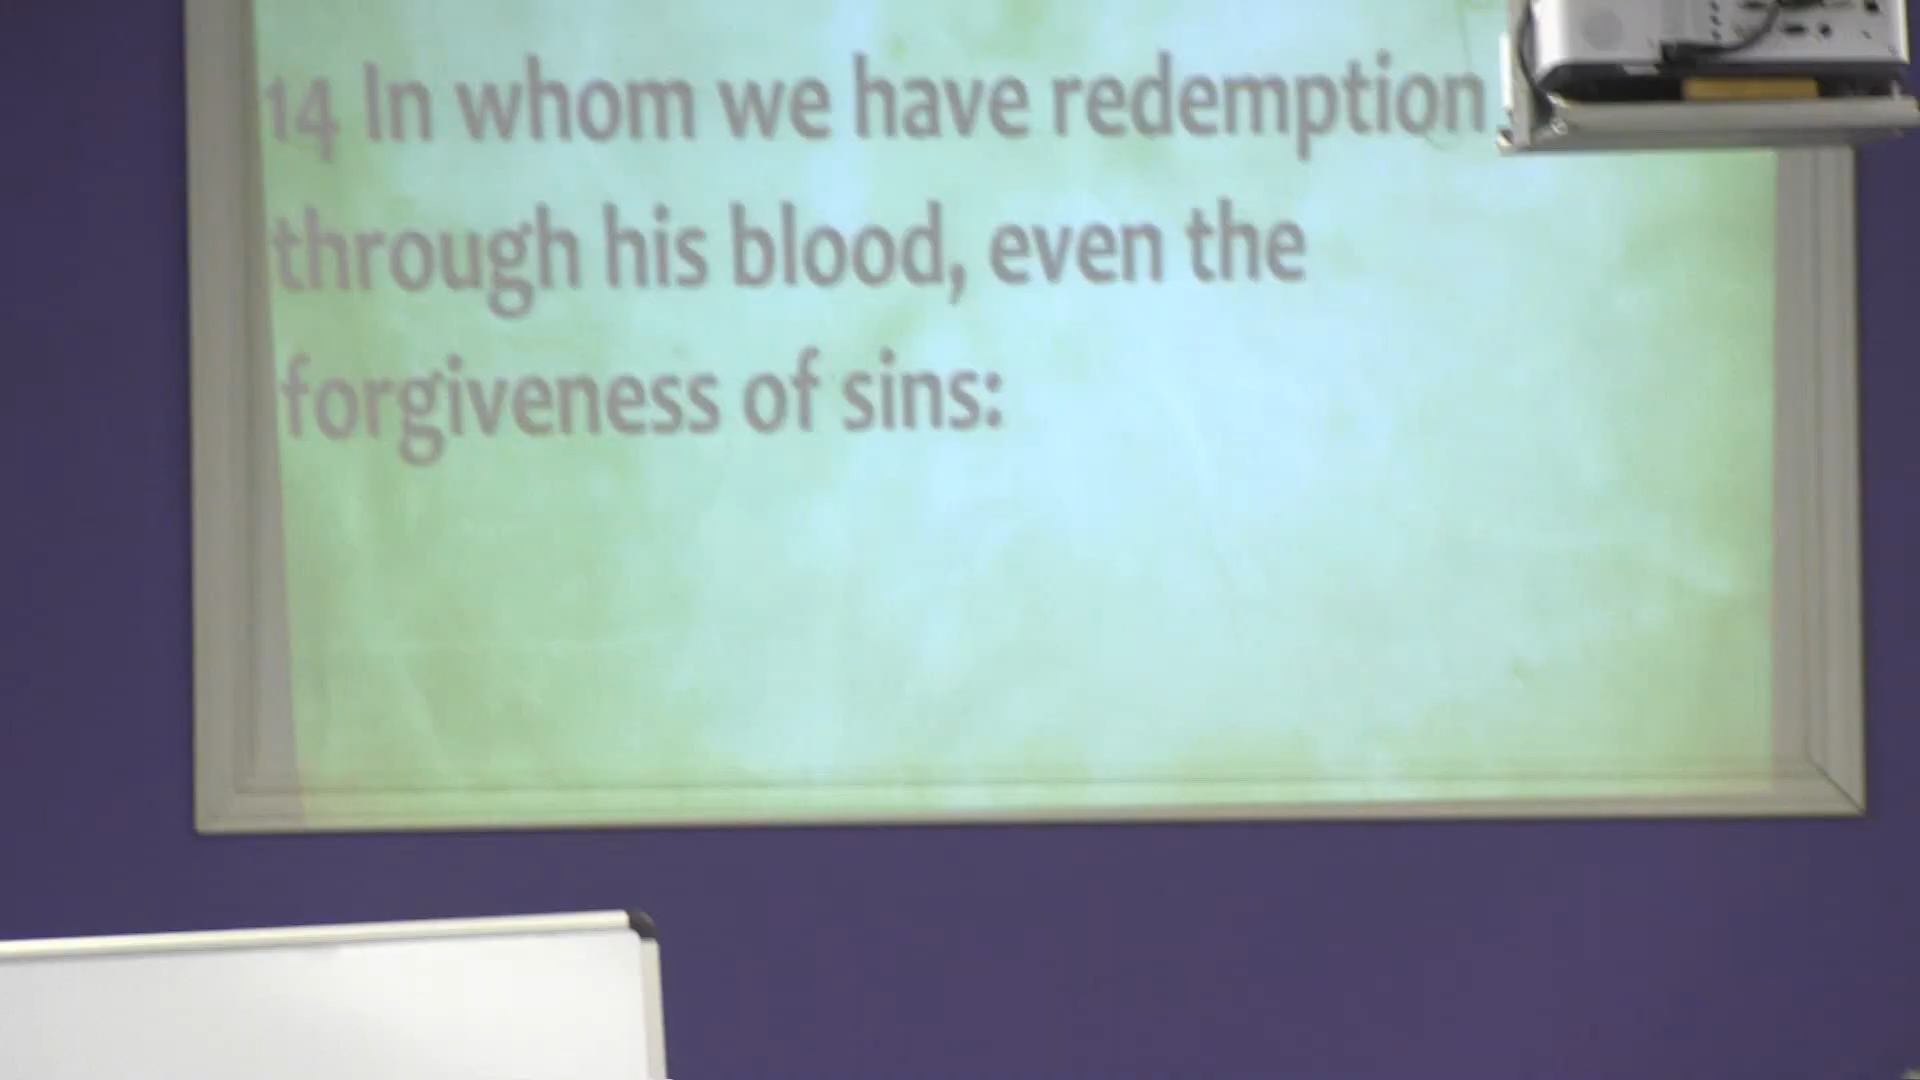 14 In whom we have redemption
through his blood, even the
forgiveness of sins: